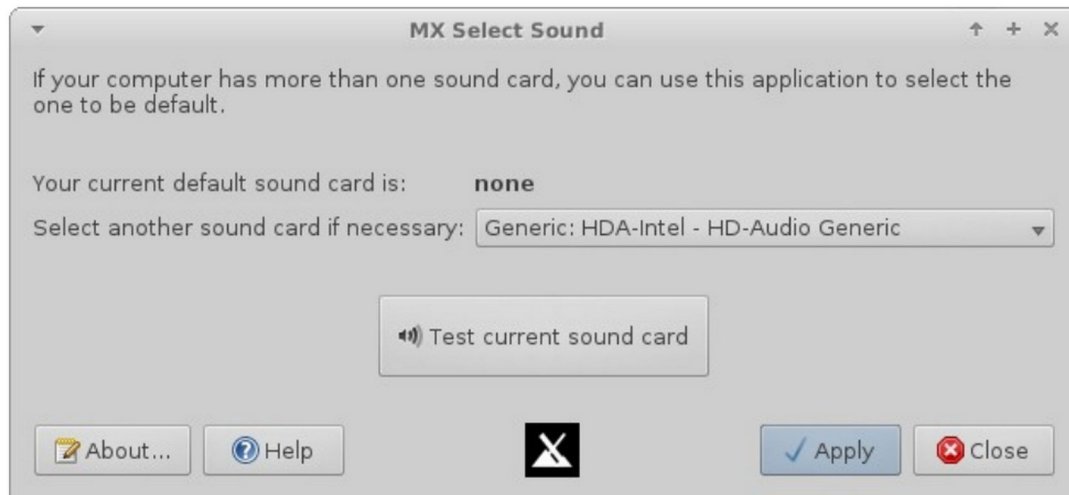 MX Select Sound
If your computer has more than one sound card, you can use this application to select the
one to be default.
Your current default sound card is: none
Select another sound card if necessary: Generic: HDA-Intel - HD-Audio Generic
Test current sound card
About... Help Apply Close